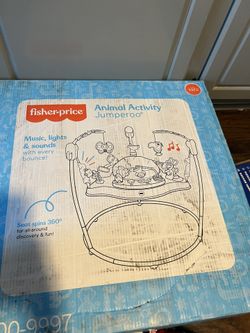 fisher-price
Animal Activity
Jumperoo
Music, lights
& sounds
with every
bounce!
Seat spins 360°
for all-around
discovery & fun!